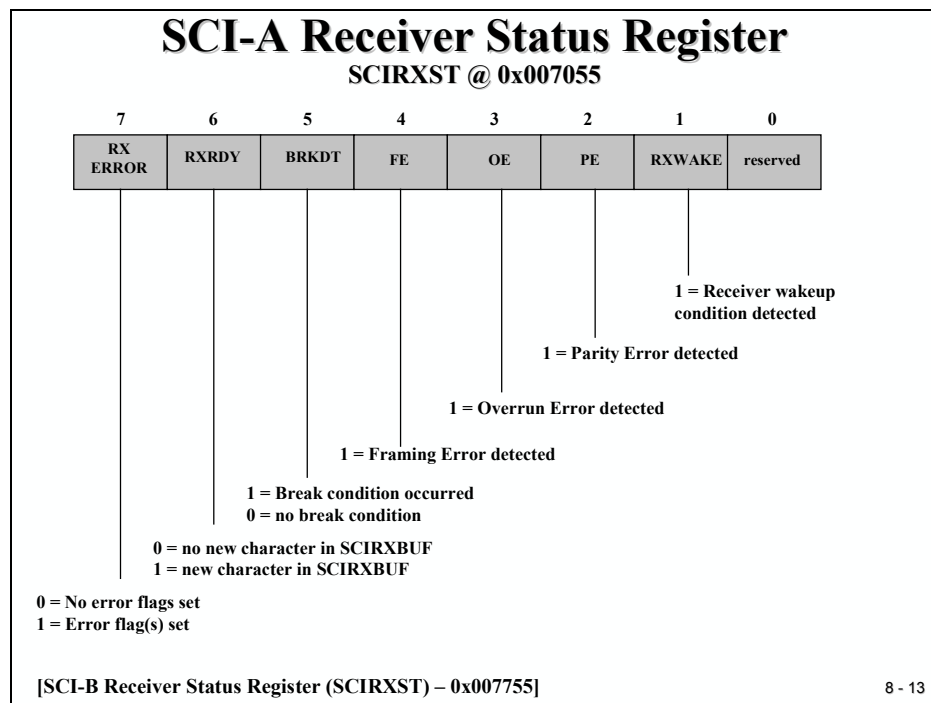 SCI-A Receiver Status Register
SCIRXST @ 0x007055
7 6 5 4 3 2 1 0
RX ERROR RXRDY BRKDT FE OE PE RXWAKE reserved
1 = Receiver wakeup
condition detected
1 = Parity Error detected
1 = Overrun Error detected
1 = Framing Error detected
1 = Break condition occurred
0 = no break condition
0 = no new character in SCIRXBUF
1 = new character in SCIRXBUF
0 = No error flags set
1 = Error flag(s) set
[SCI-B Receiver Status Register (SCIRXST) – 0x007755]
8 - 13